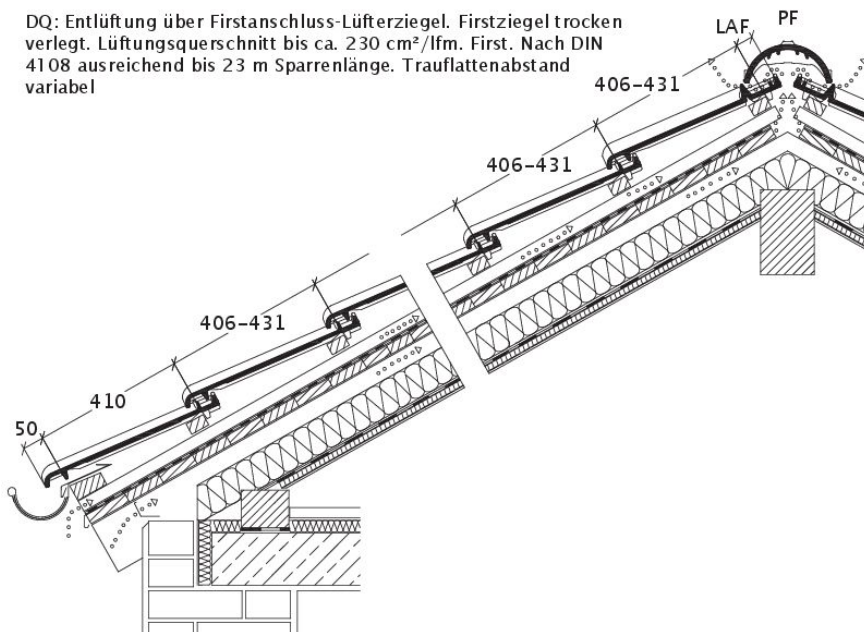 DQ: Entlüftung über Firstanschluss-Lüfterziegel. Firstziegel trocken
verlegt. Lüftungsquerschnitt bis ca. 230 cm²/lfm. First. Nach DIN
4108 ausreichend bis 23 m Sparrenlänge. Trauflattenabstand
variabel
LAF PF
406–431
406–431
406–431
410
50